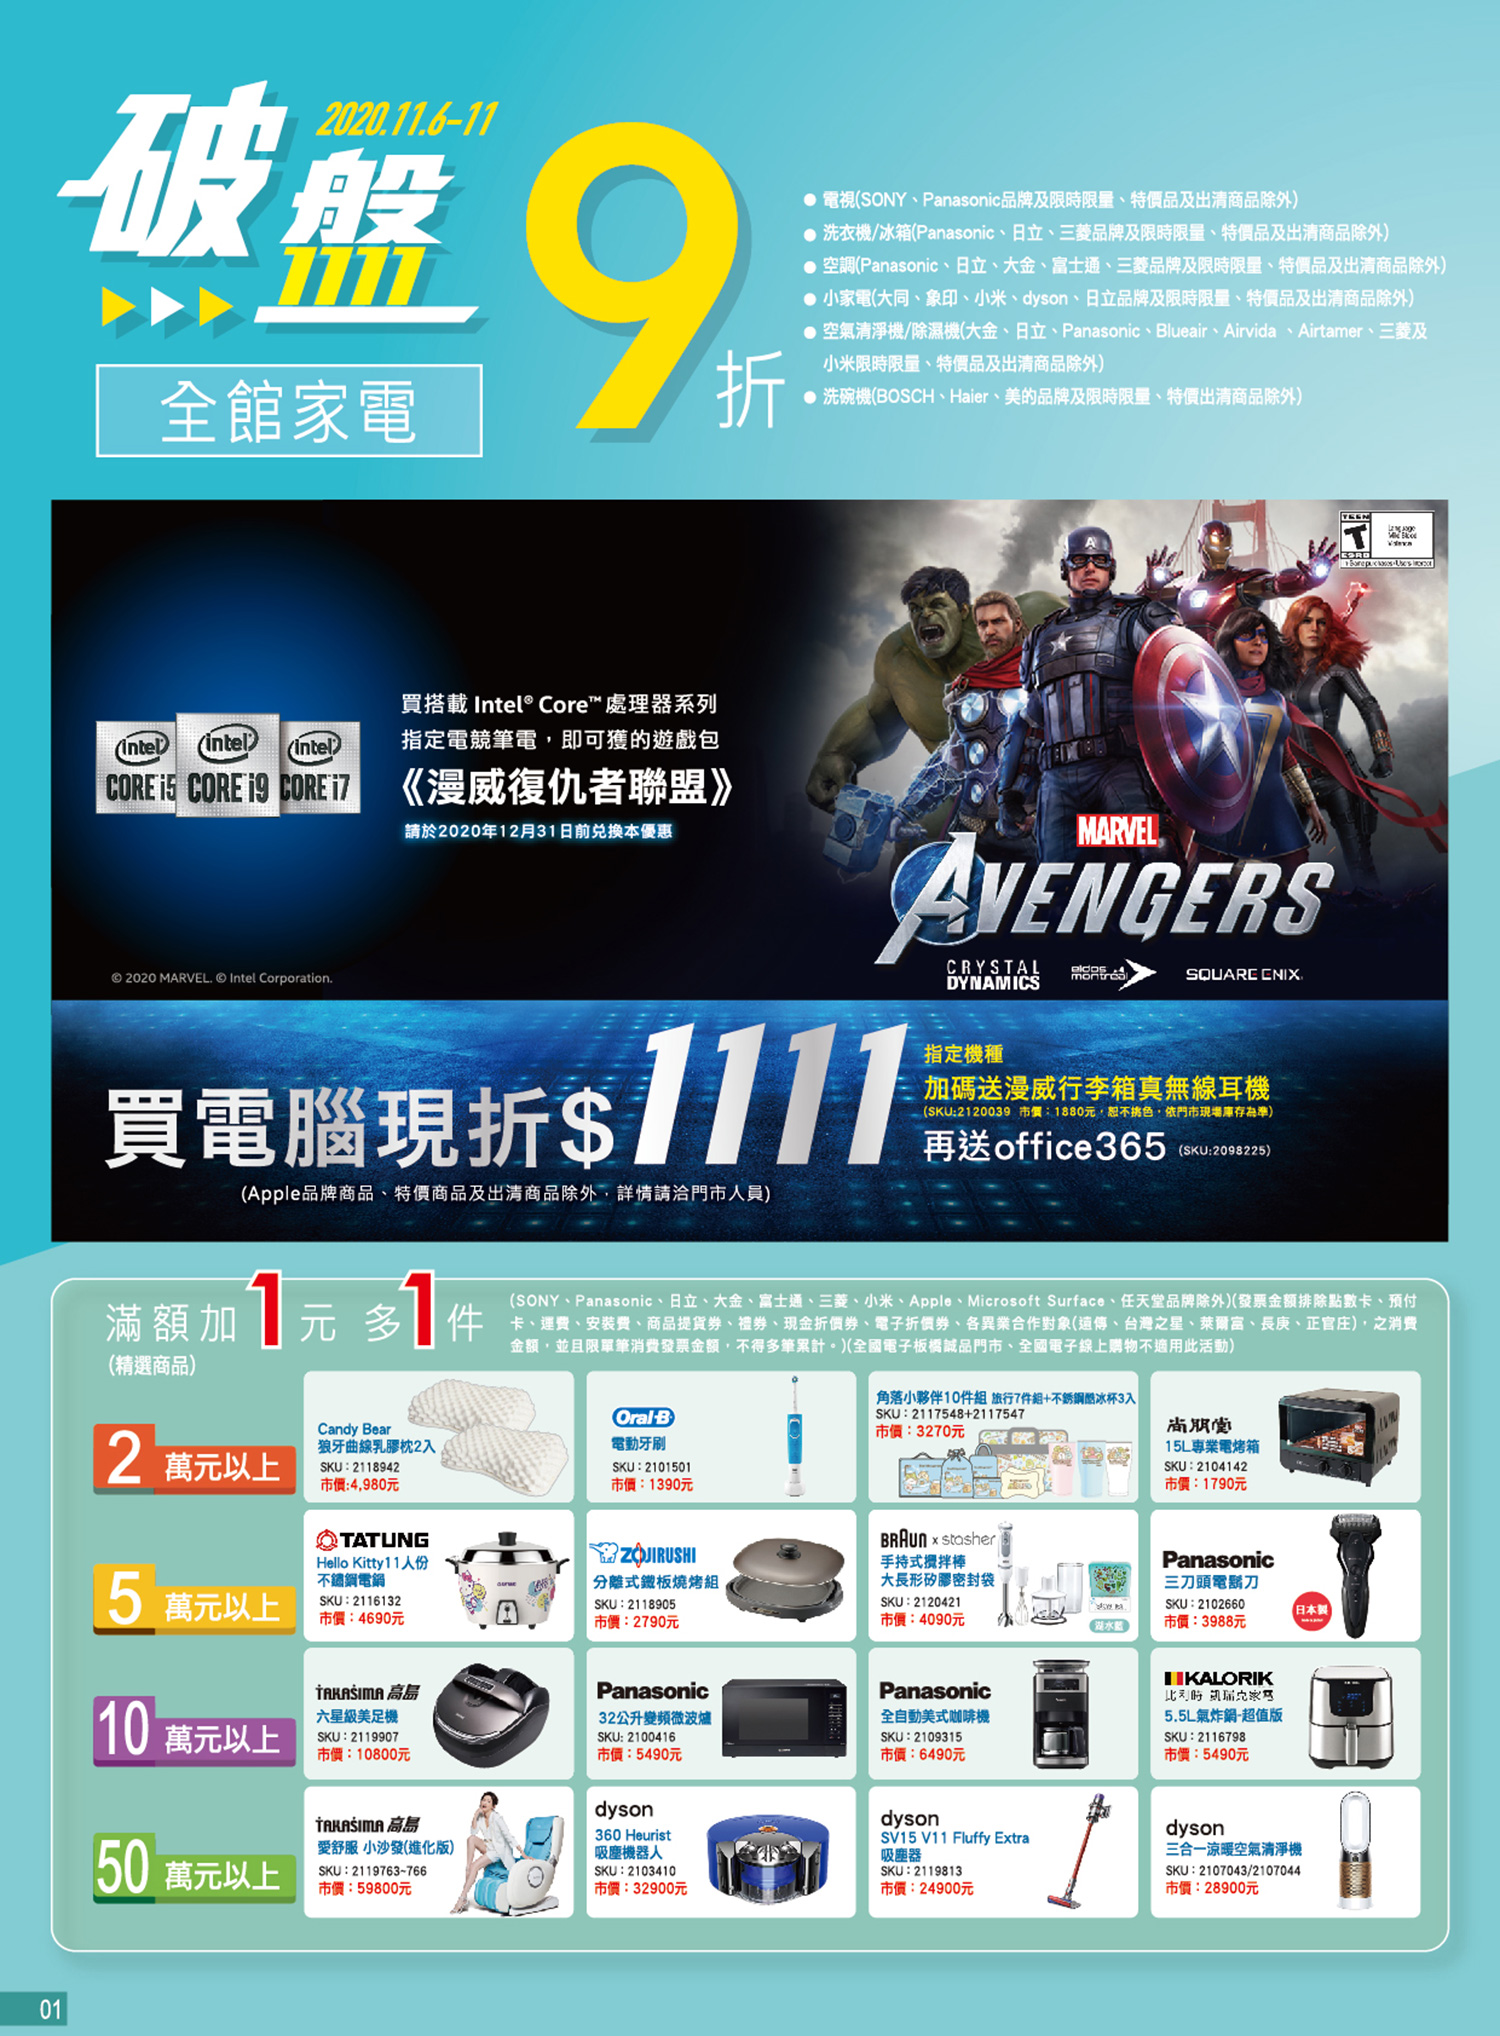 2020.11.6-11
破盤
1111
全館家電
9折
● 電視(SONY、Panasonic品牌及限時限量、特價品及出清商品除外)
● 洗衣機/冰箱(Panasonic、日立、三菱品牌及限時限量、特價品及出清商品除外)
● 空調(Panasonic、日立、大金、富士通、三菱品牌及限時限量、特價品及出清商品除外)
● 小家電(大同、象印、小米、dyson、日立品牌及限時限量、特價品及出清商品除外)
● 空氣清淨機/除濕機(大金、日立、Panasonic、Blueair、Airvida 、Airtamer、三菱及
小米限時限量、特價品及出清商品除外)
● 洗碗機(BOSCH、Haier、美的品牌及限時限量、特價出清商品除外)
TEEN
T
ESRB
Language
Mild Blood
Violence
In-Game purchases/Users Interact
買搭載 Intel® Core™ 處理器系列
指定電競筆電，即可獲的遊戲包
《漫威復仇者聯盟》
請於2020年12月31日前兌換本優惠
intel CORE i5
intel CORE i9
intel CORE i7
MARVEL
AVENGERS
CRYSTAL DYNAMICS
eidos montréal
SQUARE ENIX.
© 2020 MARVEL. © Intel Corporation.
買電腦現折$1111
(Apple品牌商品、特價商品及出清商品除外，詳情請洽門市人員)
指定機種
加碼送漫威行李箱真無線耳機
(SKU:2120039 市價：1880元，恕不挑色，依門市現場庫存為準)
再送office365 (SKU:2098225)
滿額加1元 多1件
(精選商品)
(SONY、Panasonic、日立、大金、富士通、三菱、小米、Apple、Microsoft Surface、任天堂品牌除外)(發票金額排除點數卡、預付
卡、運費、安裝費、商品提貨券、禮券、現金折價券、電子折價券、各異業合作對象(遠傳、台灣之星、萊爾富、長庚、正官庄)，之消費
金額，並且限單筆消費發票金額，不得多筆累計。)(全國電子板橋誠品門市、全國電子線上購物不適用此活動)
2 萬元以上
Candy Bear
狼牙曲線乳膠枕2入
SKU：2118942
市價:4,980元
Oral-B
電動牙刷
SKU：2101501
市價：1390元
角落小夥伴10件組 旅行7件組+不銹鋼酷冰杯3入
SKU：2117548+2117547
市價：3270元
尚朋堂
15L專業電烤箱
SKU：2104142
市價：1790元
5 萬元以上
TATUNG
Hello Kitty11人份
不鏽鋼電鍋
SKU：2116132
市價：4690元
ZOJIRUSHI
分離式鐵板燒烤組
SKU：2118905
市價：2790元
BRAUN x stasher
手持式攪拌棒
大長形矽膠密封袋
SKU：2120421
市價：4090元
湖水藍
Panasonic
三刀頭電鬍刀
SKU：2102660
市價：3988元
日本製
10 萬元以上
TAKASIMA 高島
六星級美足機
SKU：2119907
市價：10800元
Panasonic
32公升變頻微波爐
SKU: 2100416
市價：5490元
Panasonic
全自動美式咖啡機
SKU：2109315
市價：6490元
KALORIK
比利時 凱瑞克家電
5.5L氣炸鍋-超值版
SKU：2116798
市價：5490元
50 萬元以上
TAKASIMA 高島
愛舒服 小沙發(進化版)
SKU：2119763~766
市價：59800元
dyson
360 Heurist
吸塵機器人
SKU：2103410
市價：32900元
dyson
SV15 V11 Fluffy Extra
吸塵器
SKU：2119813
市價：24900元
dyson
三合一涼暖空氣清淨機
SKU：2107043/2107044
市價：28900元
01